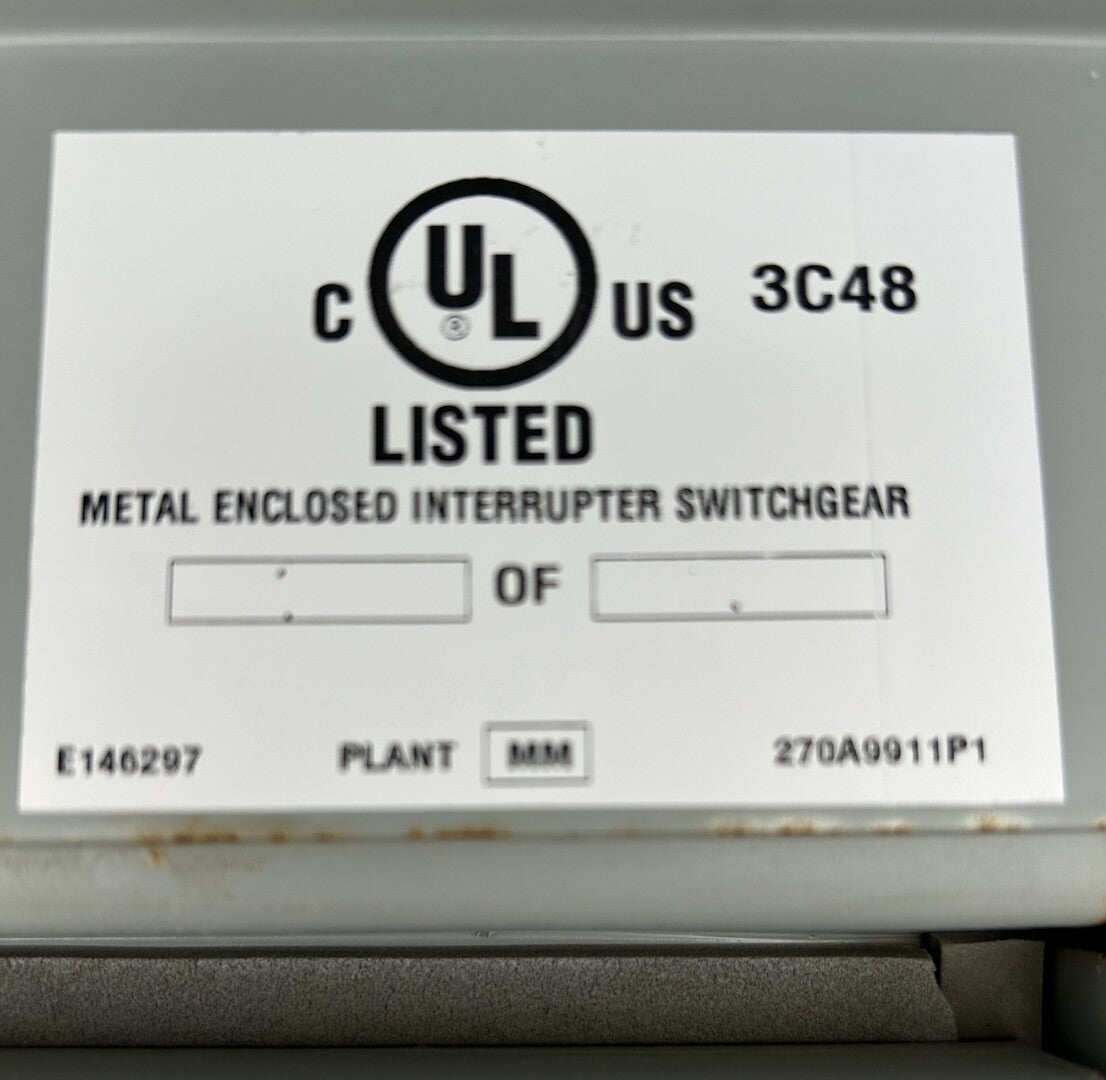 C UL® US 3C48
LISTED
METAL ENCLOSED INTERRUPTER SWITCHGEAR
OF
E146297 PLANT MM 270A9911P1